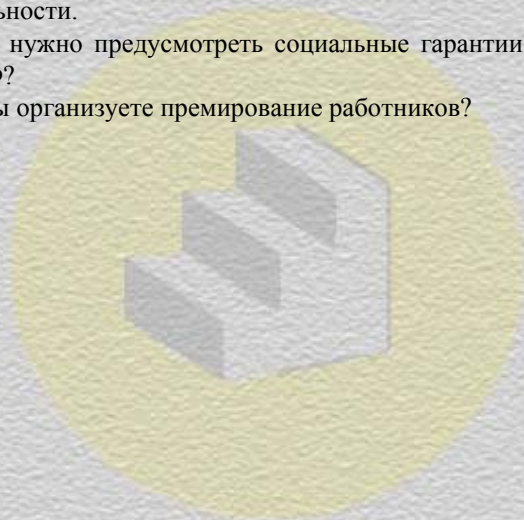 ьности.
нужно предусмотреть социальные гарантии
?
ы организуете премирование работников?